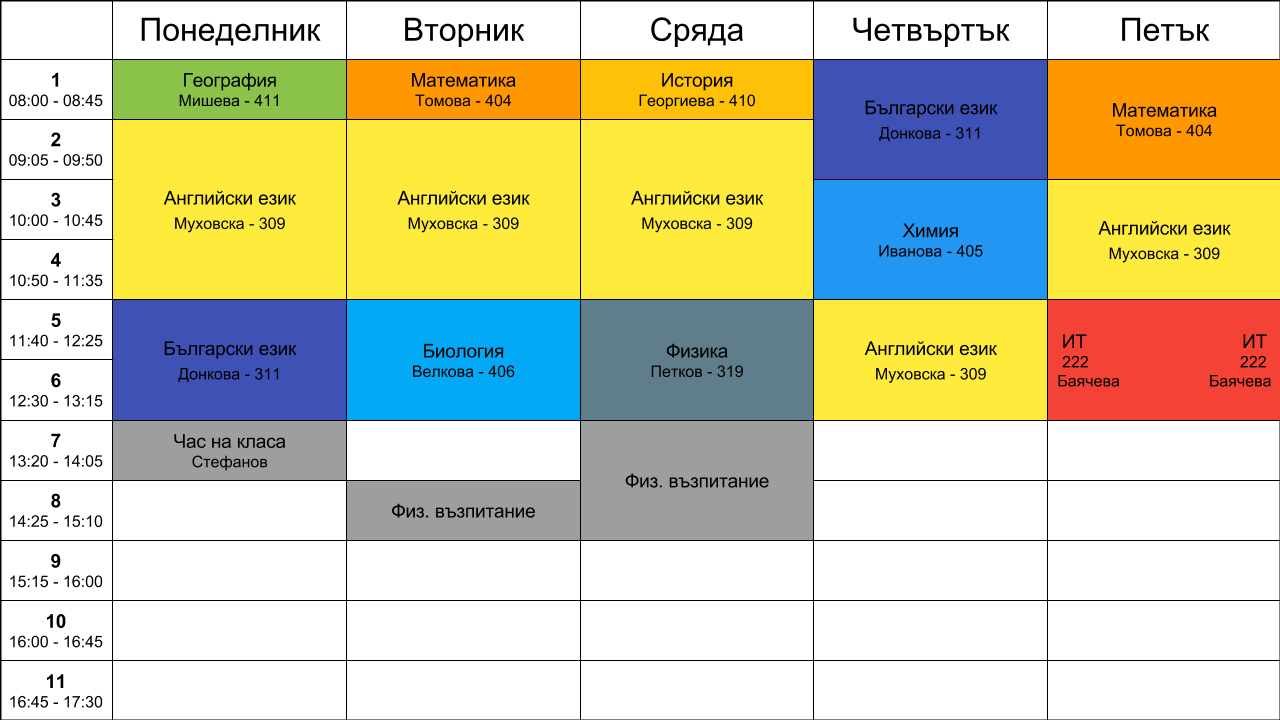 Понеделник Вторник Сряда Четвъртък Петък
1
08:00 - 08:45
География
Мишева - 411
Математика
Томова - 404
История
Георгиева - 410
Български език
Донкова - 311
Математика
Томова - 404
2
09:05 - 09:50
Английски език
Муховска - 309
Английски език
Муховска - 309
Английски език
Муховска - 309
3
10:00 - 10:45
Химия
Иванова - 405
Английски език
Муховска - 309
4
10:50 - 11:35
5
11:40 - 12:25
Български език
Донкова - 311
Биология
Велкова - 406
Физика
Петков - 319
Английски език
Муховска - 309
ИТ
222
Баячева
ИТ
222
Баячева
6
12:30 - 13:15
7
13:20 - 14:05
Час на класа
Стефанов
Физ. възпитание
8
14:25 - 15:10
Физ. възпитание
9
15:15 - 16:00
10
16:00 - 16:45
11
16:45 - 17:30